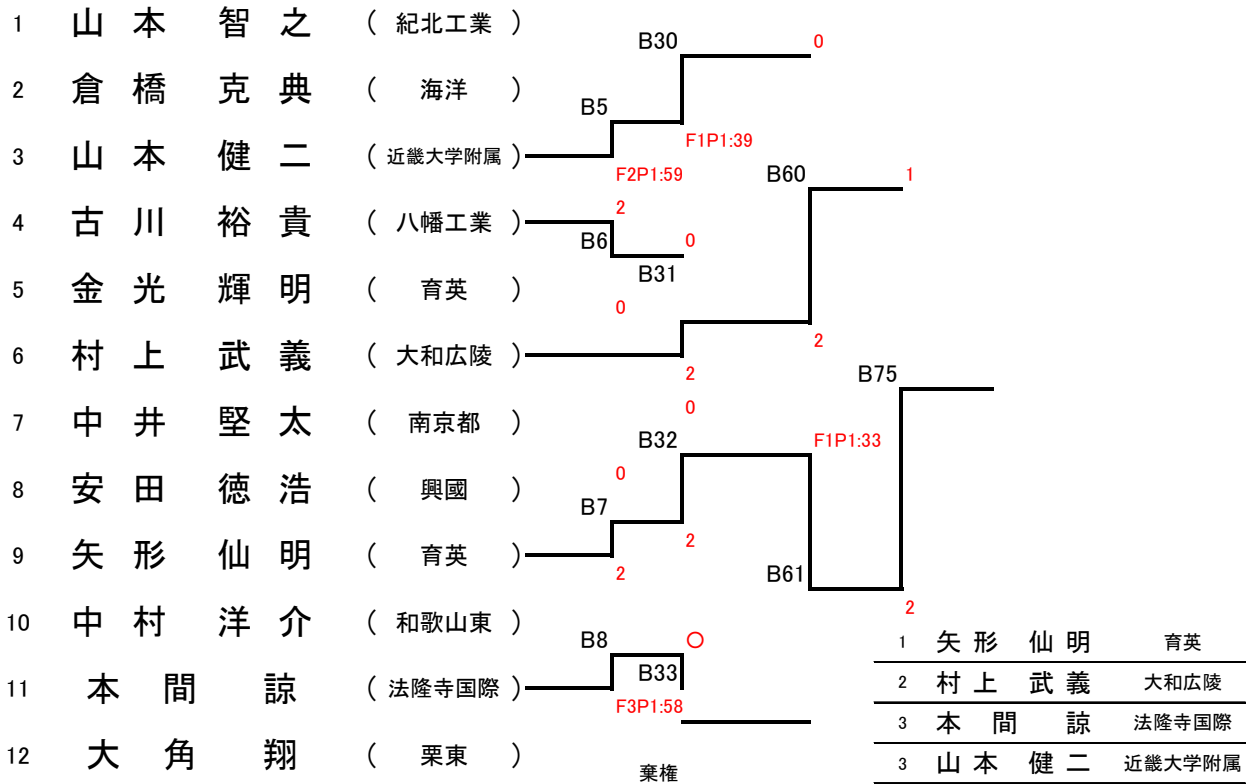 1 山本 智之 ( 紀北工業 )
B30 0
2 倉橋 克典 ( 海洋 )
B5
F1P1:39
3 山本 健二 ( 近畿大学附属 )
F2P1:59 B60 1
2
4 古川 裕貴 ( 八幡工業 )
B6 0
B31
5 金光 輝明 ( 育英 )
0
2
6 村上 武義 ( 大和広陵 )
2 B75
0
7 中井 堅太 ( 南京都 )
B32 F1P1:33
0
8 安田 徳浩 ( 興國 )
B7
2
9 矢形 仙明 ( 育英 )
2 B61
2
10 中村 洋介 ( 和歌山東 )
B8 ○
B33
11 本間 諒 ( 法隆寺国際 )
F3P1:58
12 大角 翔 ( 栗東 )
棄権
1 矢形 仙明 育英
2 村上 武義 大和広陵
3 本間 諒 法隆寺国際
3 山本 健二 近畿大学附属